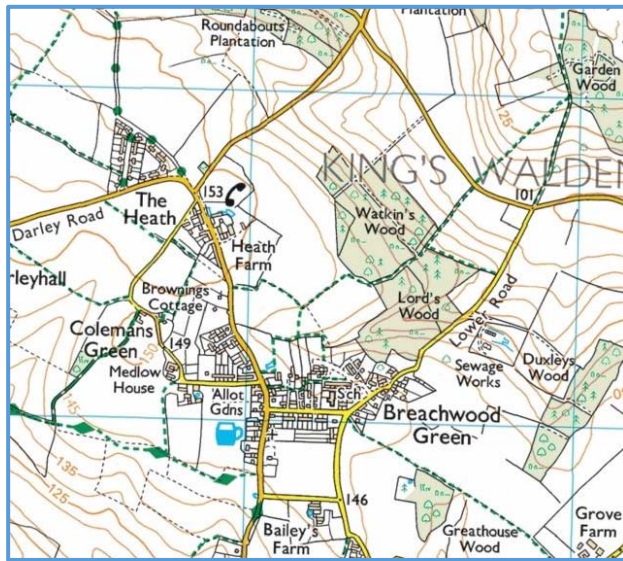 Roundabouts
Plantation
Plantation
Garden
Wood
125
KING'S WALDEN
153
The
Heath
Darley Road
Heath
Farm
Watkin's
Wood
101
rleyhall
Brownings
Cottage
Lord's
Wood
Lower Road
Colemans
Green
149
150
Medlow
House
Sewage
Works
Duxleys
Wood
Allot
Gdns
Sch
Breachwood
Green
145
135
125
146
Bailey's
Farm
Greathouse
Wood
Grove
Farm